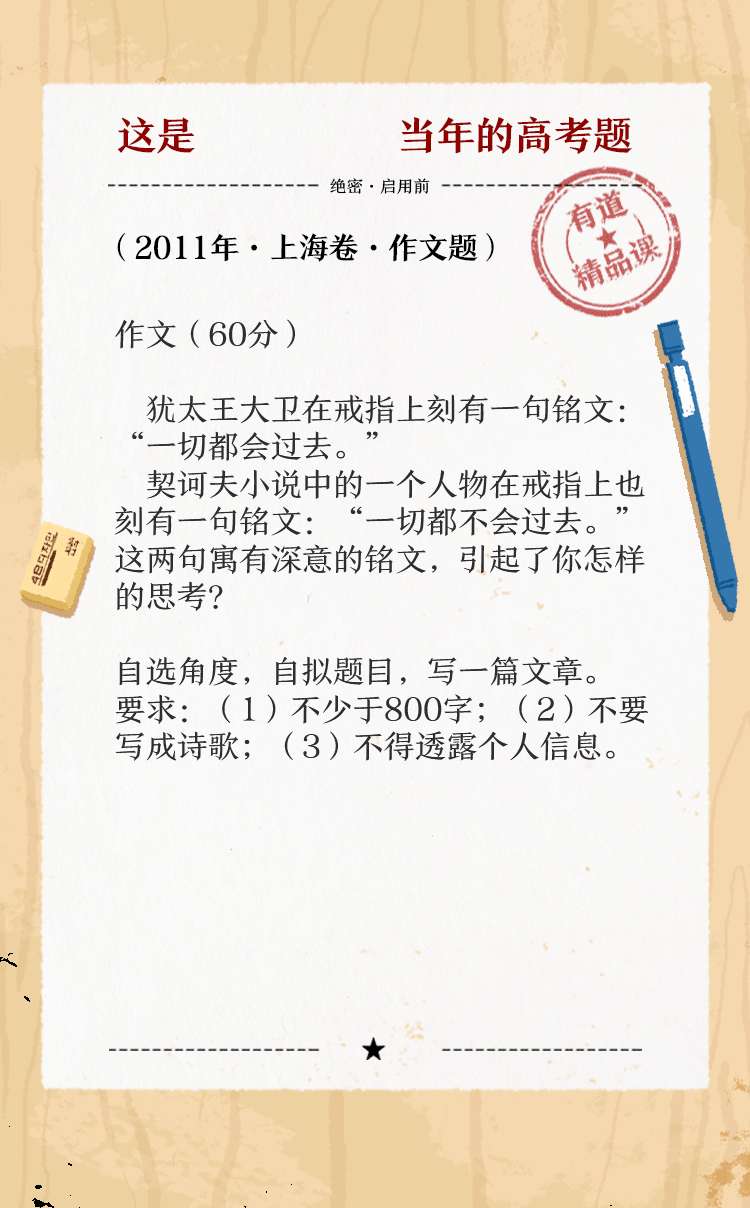 这是 当年的高考题
绝密·启用前
有道
精品课
（2011年·上海卷·作文题）
作文（60分）
犹太王大卫在戒指上刻有一句铭文：
“一切都会过去。”
契诃夫小说中的一个人物在戒指上也
刻有一句铭文：“一切都不会过去。”
这两句寓有深意的铭文，引起了你怎样
的思考？
自选角度，自拟题目，写一篇文章。
要求：（1）不少于800字；（2）不要
写成诗歌；（3）不得透露个人信息。